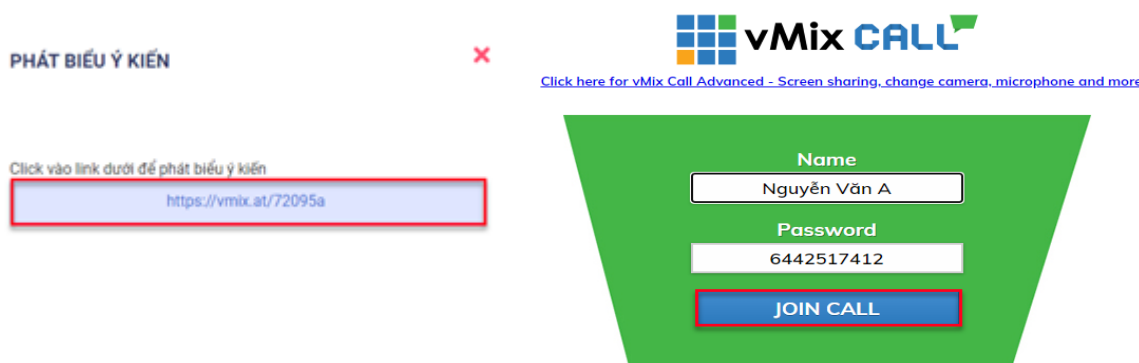 PHÁT BIỂU Ý KIẾN
Click vào link dưới để phát biểu ý kiến
https://vmix.at/72095a
vMix CALL
Click here for vMix Call Advanced - Screen sharing, change camera, microphone and more
Name
Nguyễn Văn A
Password
6442517412
JOIN CALL